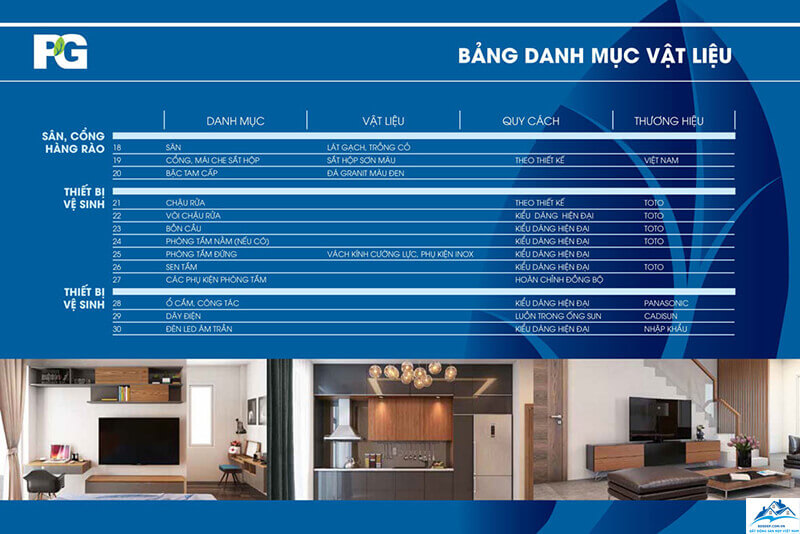 PG
BẢNG DANH MỤC VẬT LIỆU
DANH MỤC VẬT LIỆU QUY CÁCH THƯƠNG HIỆU
SÂN, CỔNG
HÀNG RÀO
18 SÂN LÁT GẠCH, TRỒNG CỎ
19 CỔNG, MÁI CHE SẮT HỘP SẮT HỘP SƠN MÀU THEO THIẾT KẾ VIỆT NAM
20 BẬC TAM CẤP ĐÁ GRANIT MÀU ĐEN
THIẾT BỊ
VỆ SINH
21 CHẬU RỬA THEO THIẾT KẾ TOTO
22 VÒI CHẬU RỬA KIỂU DÁNG HIỆN ĐẠI TOTO
23 BỒN CẦU KIỂU DÁNG HIỆN ĐẠI TOTO
24 PHÒNG TẮM NẰM (NẾU CÓ) KIỂU DÁNG HIỆN ĐẠI TOTO
25 PHÒNG TẮM ĐỨNG VÁCH KÍNH CƯỜNG LỰC, PHỤ KIỆN INOX KIỂU DÁNG HIỆN ĐẠI
26 SEN TẮM KIỂU DÁNG HIỆN ĐẠI TOTO
27 CÁC PHỤ KIỆN PHÒNG TẮM HOÀN CHỈNH ĐỒNG BỘ
THIẾT BỊ
VỆ SINH
28 Ổ CẮM, CÔNG TẮC KIỂU DÁNG HIỆN ĐẠI PANASONIC
29 DÂY ĐIỆN LUỒN TRONG ỐNG SUN CADISUN
30 ĐÈN LED ÂM TRẦN KIỂU DÁNG HIỆN ĐẠI NHẬP KHẨU